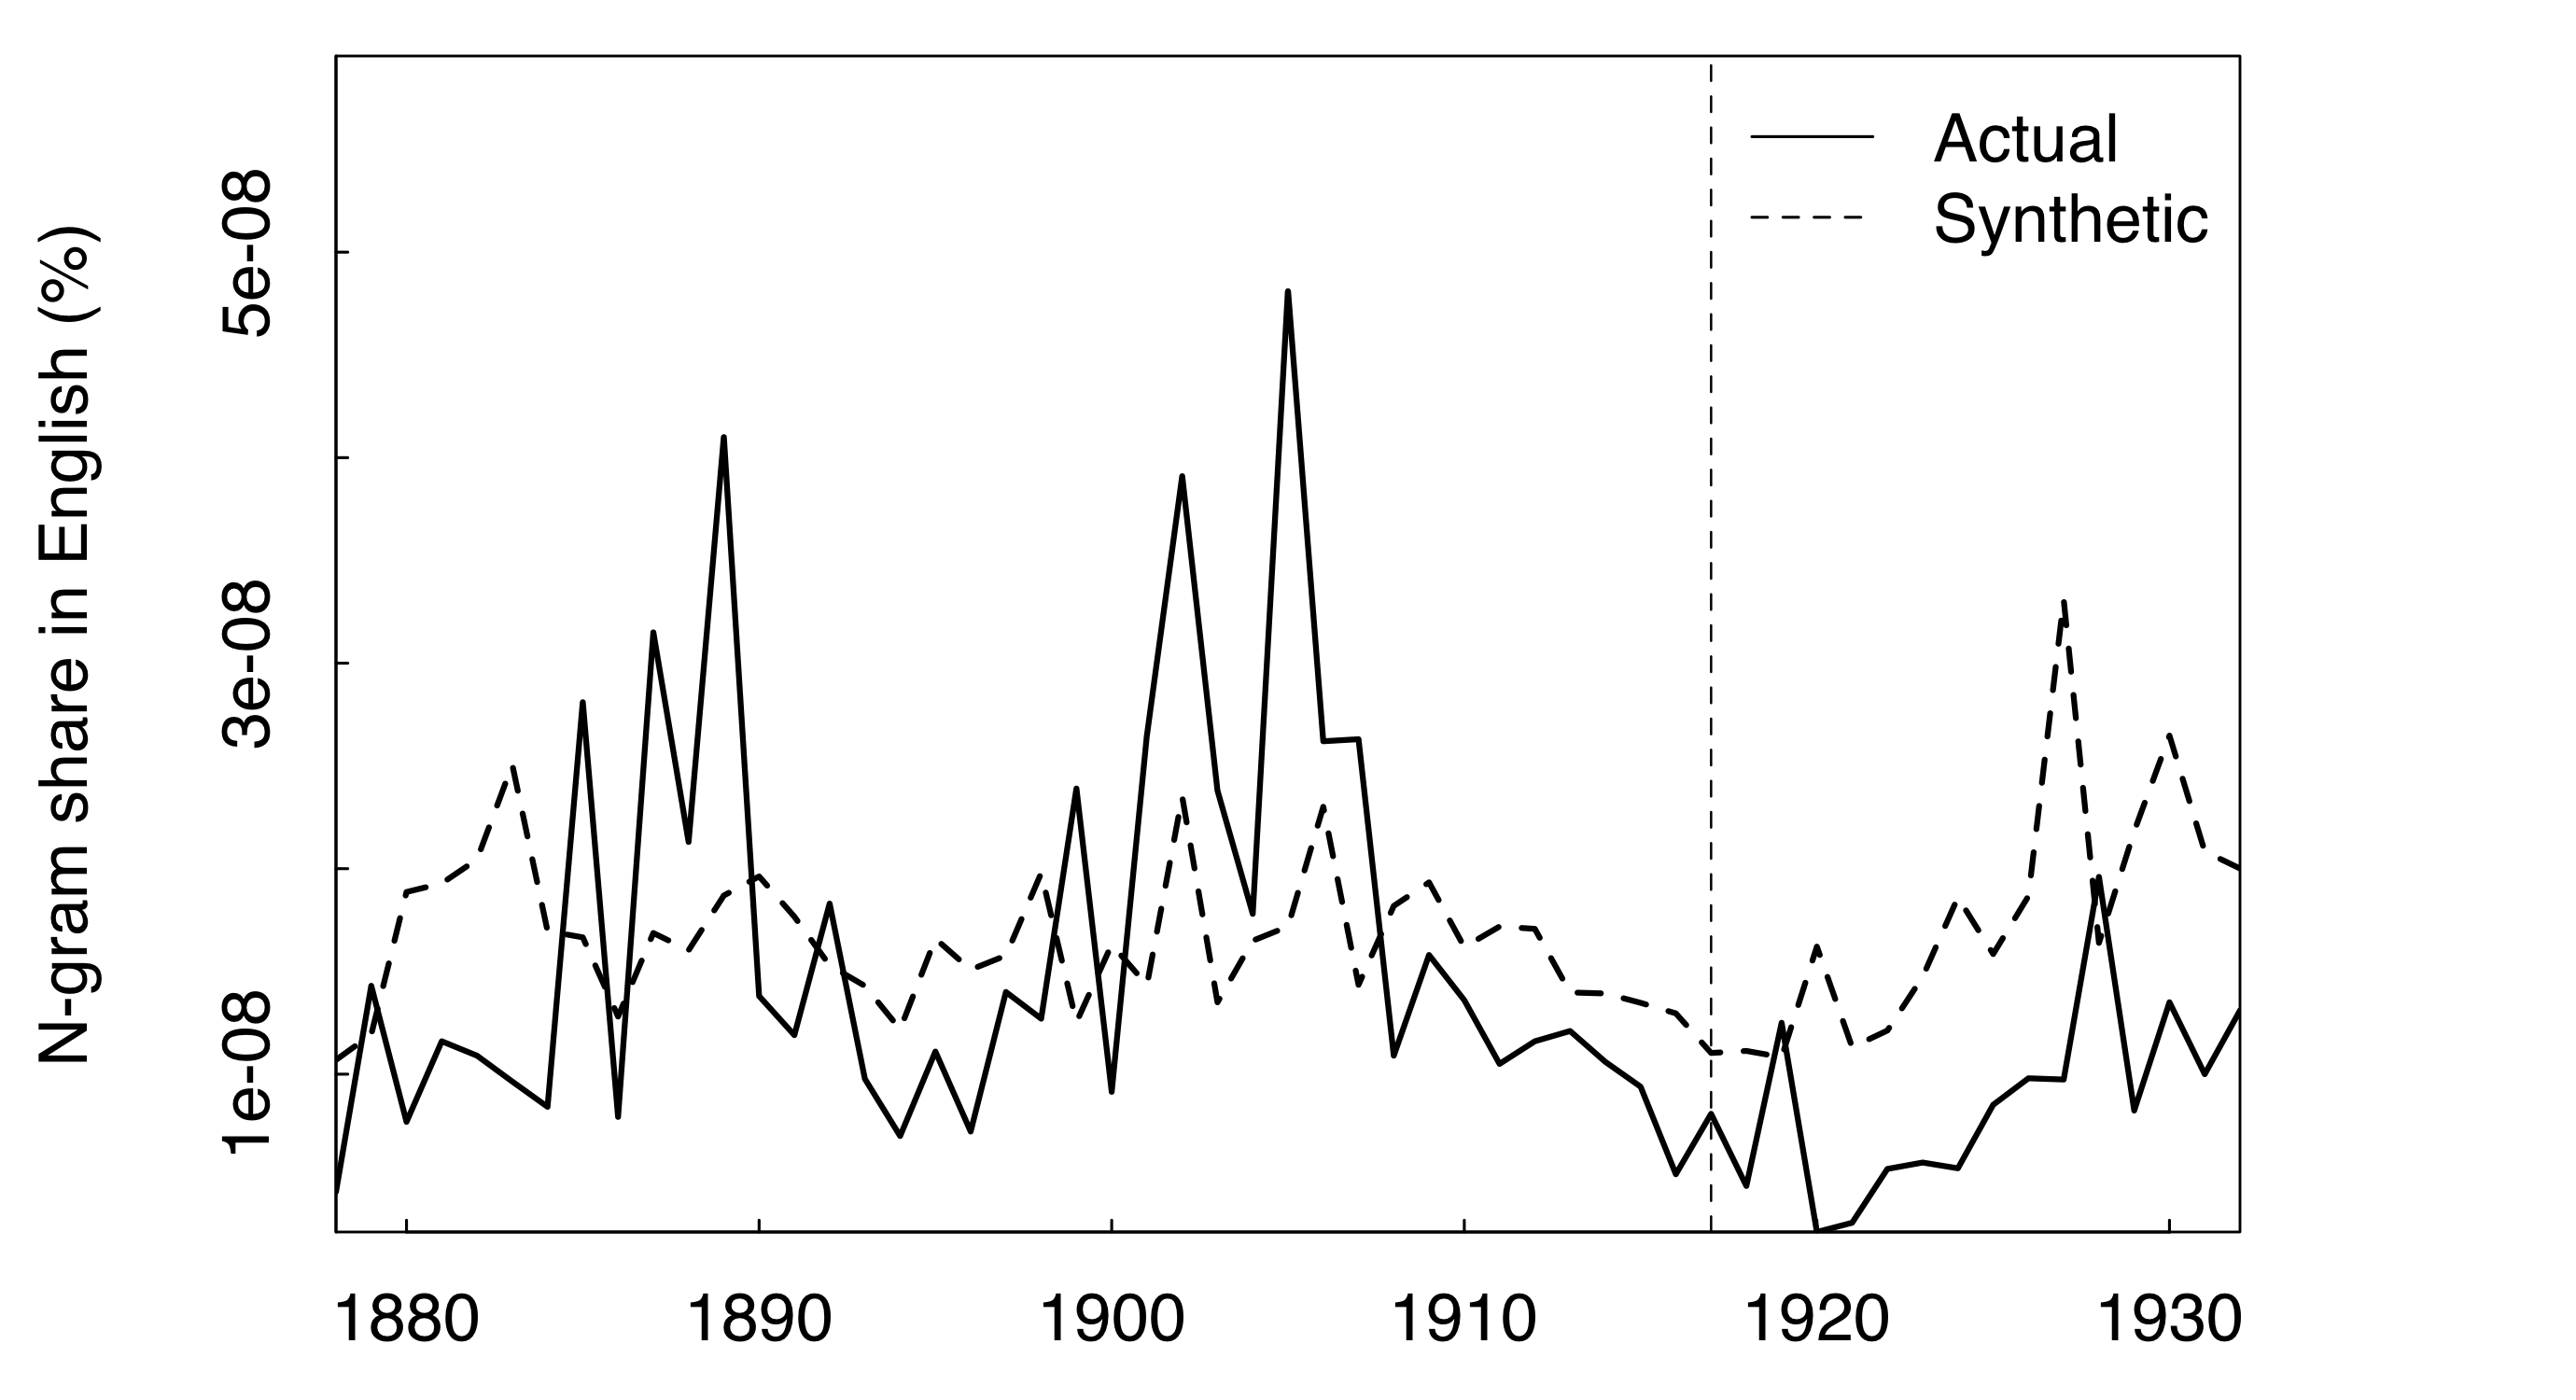 N-gram share in English (%)
5e-08
3e-08
1e-08
Actual
Synthetic
1880 1890 1900 1910 1920 1930